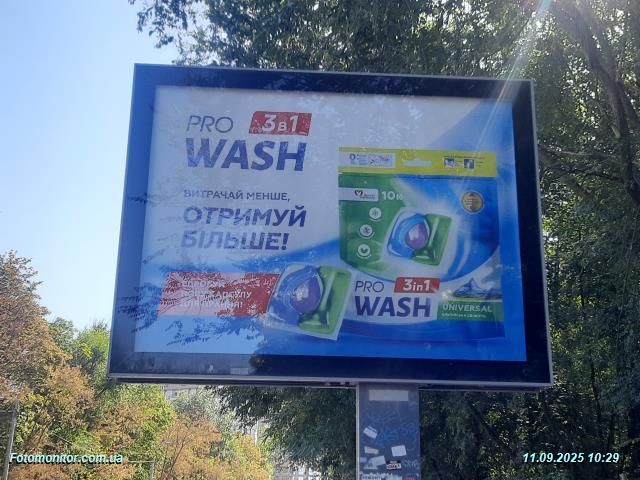 PRO 3в1
WASH
ВИТРАЧАЙ МЕНШЕ,
ОТРИМУЙ
БІЛЬШЕ!
КАПСУЛУ
10
PRO 3in1
WASH
UNIVERSAL
Fotomonitor.com.ua
11.09.2025 10:29